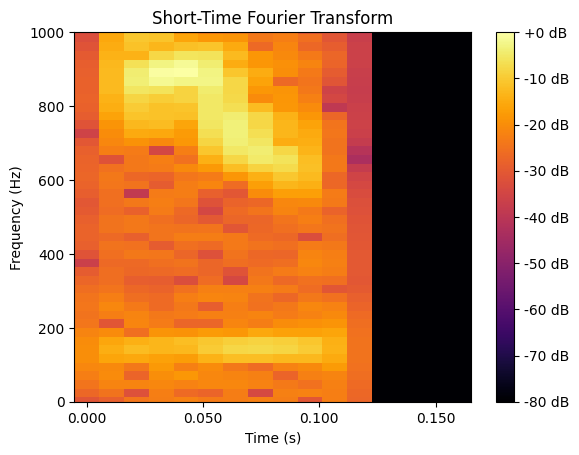 Short-Time Fourier Transform
1000
800
600
400
200
0
Frequency (Hz)
0.000
0.050
0.100
0.150
Time (s)
+0 dB
-10 dB
-20 dB
-30 dB
-40 dB
-50 dB
-60 dB
-70 dB
-80 dB